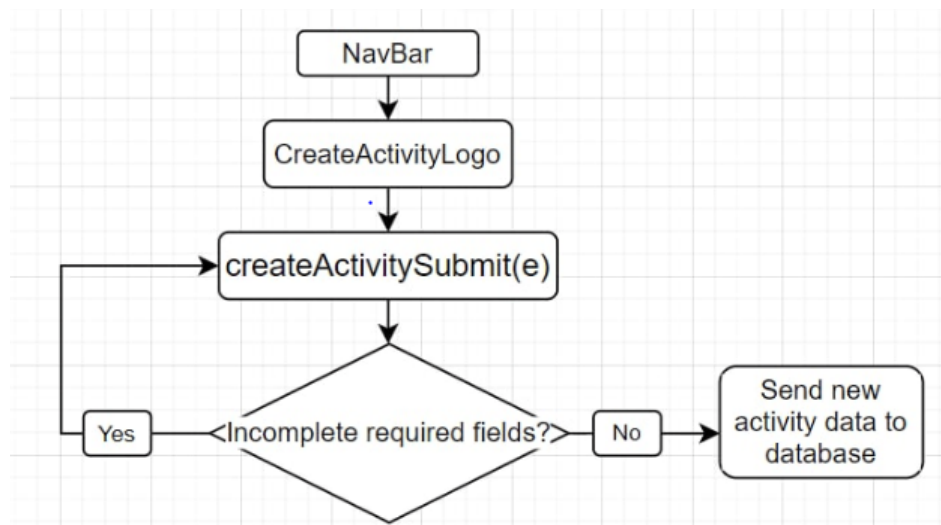 NavBar
CreateActivityLogo
createActivitySubmit(e)
Incomplete required fields?
Yes
No
Send new
activity data to
database